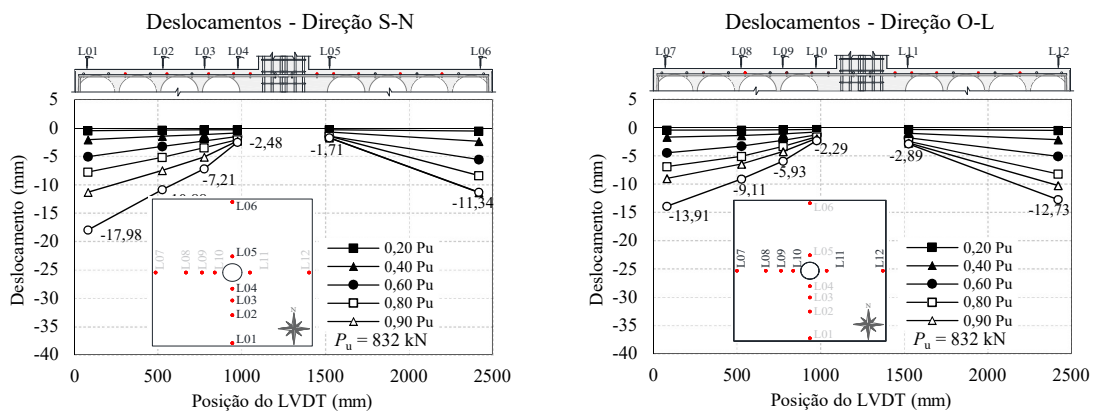 Deslocamentos - Direção S-N
L01 L02 L03 L04 L05 L06
0
-5
-10
-15
-20
-25
-30
-35
-40
Deslocamento (mm)
-2,48
-1,71
-7,21
-11,34
-17,98
L06
L05
L07 L08 L09 L10 L11 L12
L04
L03
L02
L01
N
0,20 Pu
0,40 Pu
0,60 Pu
0,80 Pu
0,90 Pu
Pu = 832 kN
0 500 1000 1500 2000 2500
Posição do LVDT (mm)
Deslocamentos - Direção O-L
L07 L08 L09 L10 L11 L12
0
-5
-10
-15
-20
-25
-30
-35
-40
Deslocamento (mm)
-2,29
-2,89
-5,93
-9,11
-13,91
-12,73
L06
L05
L07 L08 L09 L10 L11 L12
L04
L03
L02
L01
N
0,20 Pu
0,40 Pu
0,60 Pu
0,80 Pu
0,90 Pu
Pu = 832 kN
0 500 1000 1500 2000 2500
Posição do LVDT (mm)